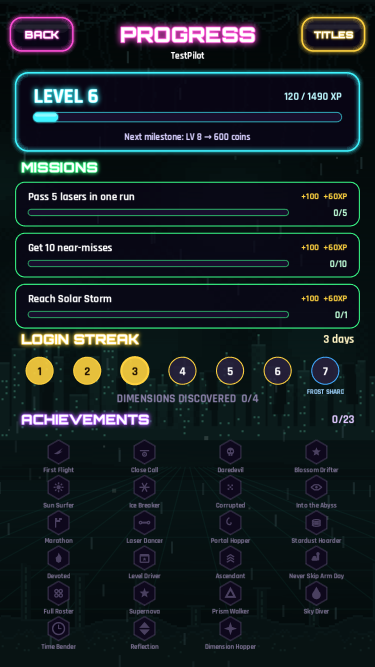 BACK
PROGRESS
TITLES
TestPilot
LEVEL 6
120 / 1490 XP
Next milestone: LV 8 → 600 coins
MISSIONS
Pass 5 lasers in one run
+100 +60XP
0/5
Get 10 near-misses
+100 +60XP
0/10
Reach Solar Storm
+100 +60XP
0/1
LOGIN STREAK
3 days
1 2 3 4 5 6 7
FROST SHARD
DIMENSIONS DISCOVERED 0/4
ACHIEVEMENTS
0/23
First Flight Close Call Daredevil Blossom Drifter
Sun Surfer Ice Breaker Corrupted Into the Abyss
Marathon Laser Dancer Portal Hopper Stardust Hoarder
Devoted Level Driver Ascendant Never Skip Arm Day
Full Roster Supernova Prism Walker Sky Diver
Time Bender Reflection Dimension Hopper